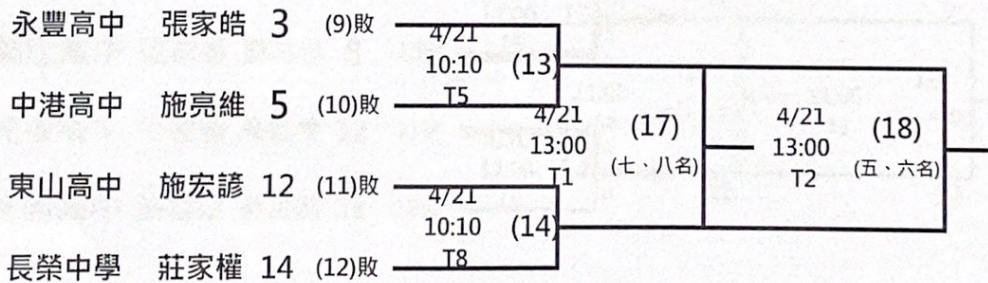 永豐高中 張家皓 3 (9)敗
4/21
10:10 (13)
T5
中港高中 施亮維 5 (10)敗
4/21
13:00
T1
(17)
(七、八名)
4/21
13:00
T2
(18)
(五、六名)
東山高中 施宏諺 12 (11)敗
4/21
10:10 (14)
T8
長榮中學 莊家權 14 (12)敗